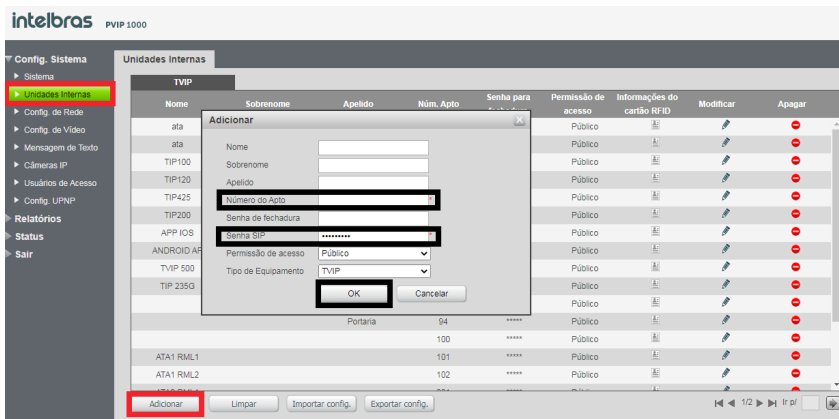 intelbras PVIP 1000
Config. Sistema
Sistema
Unidades Internas
Config. de Rede
Config. de Vídeo
Mensagem de Texto
Câmeras IP
Usuários de Acesso
Config. UPNP
Relatórios
Status
Sair
Unidades Internas
TVIP
Nome Sobrenome Apelido Núm. Apto Senha para Permissão de acesso Informações do cartão RFID Modificar Apagar
ata Público
ata Público
TIP100 Público
TIP120 Público
TIP425 Público
TIP200 Público
APP IOS Público
ANDROID Público
TVIP 500 Público
TIP 235G Público
Público
Portaria 94 ***** Público
100 ***** Público
ATA1 RML1 101 ***** Público
ATA1 RML2 102 ***** Público
Adicionar
Nome
Sobrenome
Apelido
Número do Apto *
Senha de fechadura
Senha SIP ••••••••• *
Permissão de acesso Público
Tipo de Equipamento TVIP
OK Cancelar
Adicionar Limpar Importar config. Exportar config. 1/2 Ir p/